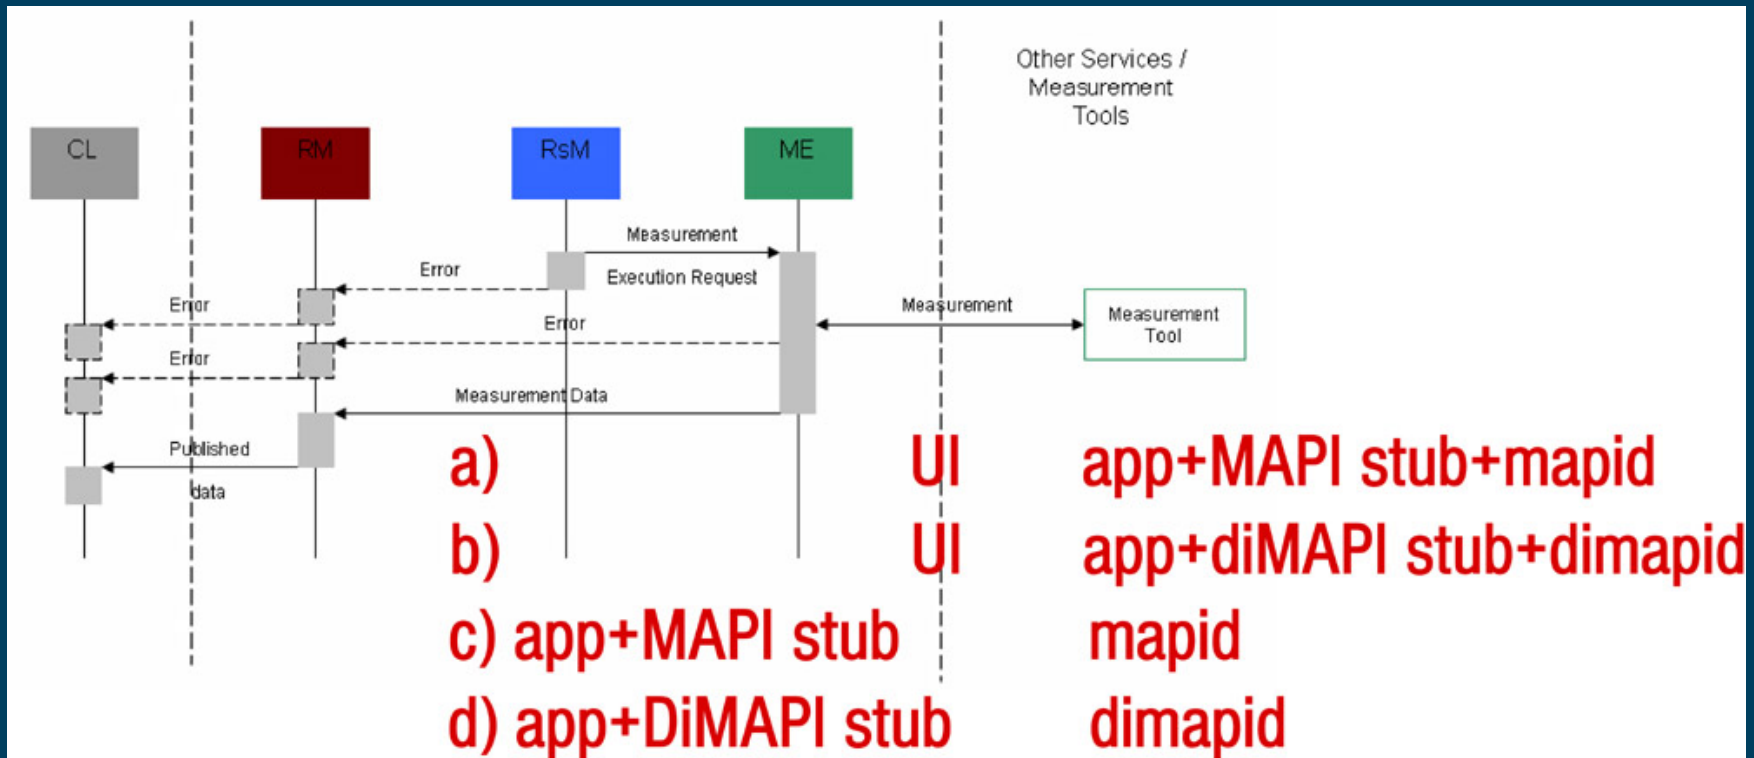 Other Services /
Measurement
Tools
CL
RM
RsM
ME
Measurement
Execution Request
Error
Error
Measurement
Measurement
Tool
Error
Error
Measurement Data
Published
data
a) UI app+MAPI stub+mapid
b) UI app+diMAPI stub+dimapid
c) app+MAPI stub mapid
d) app+DiMAPI stub dimapid